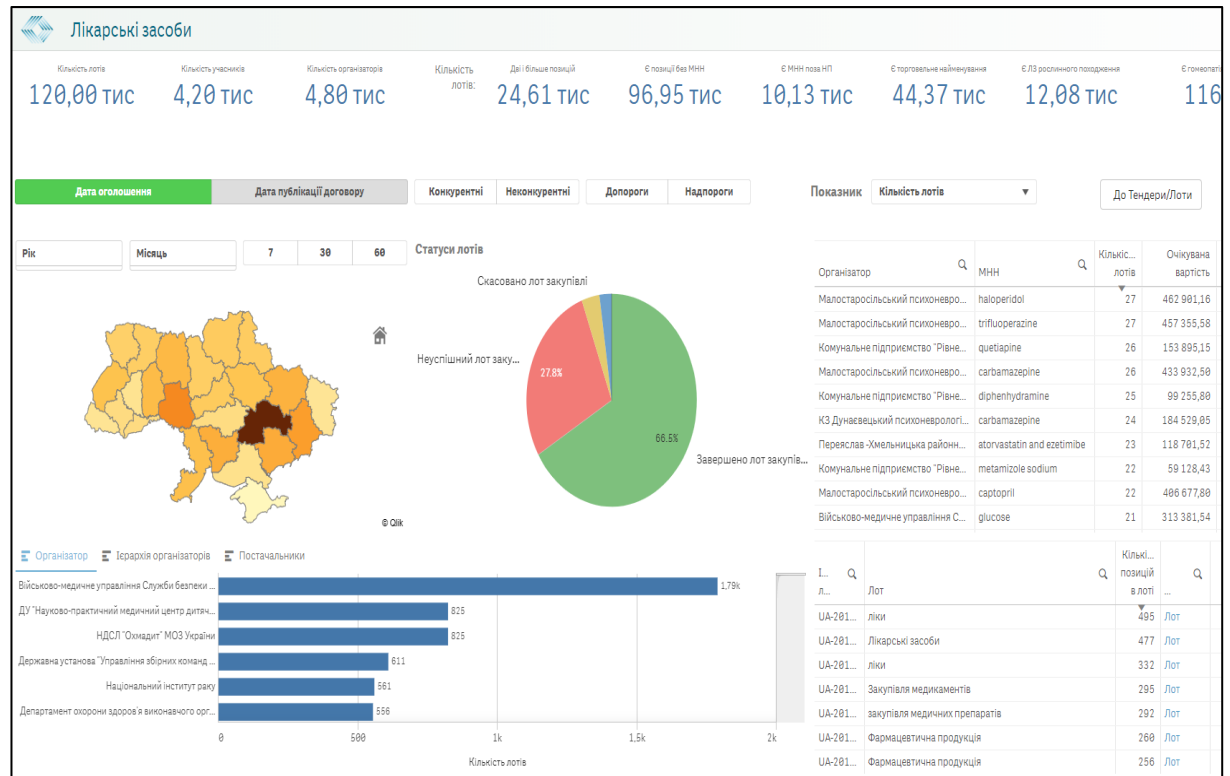 Лікарські засоби
Кількість лотів
120,00 тис
Кількість учасників
4,20 тис
Кількість організаторів
4,80 тис
Кількість
лотів:
Дві і більше позицій
24,61 тис
Є позиції без МНН
96,95 тис
Є МНН поза НП
10,13 тис
Є торговельне найменування
44,37 тис
Є ЛЗ рослинного походження
12,08 тис
Є гомеопаті
116
Дата оголошення
Дата публікації договору
Конкурентні
Неконкурентні
Допороги
Надпороги
Показник
Кількість лотів
До Тендери/Лоти
Рік
Місяць
7
30
60
Статуси лотів
Скасовано лот закупівлі
Неуспішний лот заку...
27.8%
66.5%
Завершено лот закупів...
© Qlik
Організатор МНН Кількіс... лотів Очікувана вартість
Малостаросільський психоневро... haloperidol 27 462 901,16
Малостаросільський психоневро... trifluoperazine 27 457 355,58
Комунальне підприємство "Рівне... quetiapine 26 153 895,15
Малостаросільський психоневро... carbamazepine 26 433 932,50
Комунальне підприємство "Рівне... diphenhydramine 25 99 255,80
КЗ Дунаєвецький психоневрологі... carbamazepine 24 184 529,05
Переяслав -Хмельницька районн... atorvastatin and ezetimibe 23 118 701,52
Комунальне підприємство "Рівне... metamizole sodium 22 59 128,43
Малостаросільський психоневро... captopril 22 406 677,80
Військово-медичне управління С... glucose 21 313 381,54
Організатор
Ієрархія організаторів
Постачальники
Військово-медичне управління Служби безпеки ... 1,79k
ДУ "Науково-практичний медичний центр дитяч... 825
НДСЛ "Охмадит" МОЗ України 825
Державна установа "Управління збірних команд ... 611
Національний інститут раку 561
Департамент охорони здоров'я виконавчого орг... 556
0 500 1k 1,5k 2k
Кількість лотів
І... л... Лот Кількі... позицій в лоті ...
UA-201... ліки 495 Лот
UA-201... Лікарські засоби 477 Лот
UA-201... ліки 332 Лот
UA-201... Закупівля медикаментів 295 Лот
UA-201... закупівля медичних препаратів 292 Лот
UA-201... Фармацевтична продукція 260 Лот
UA-201... Фармацевтична продукція 256 Лот